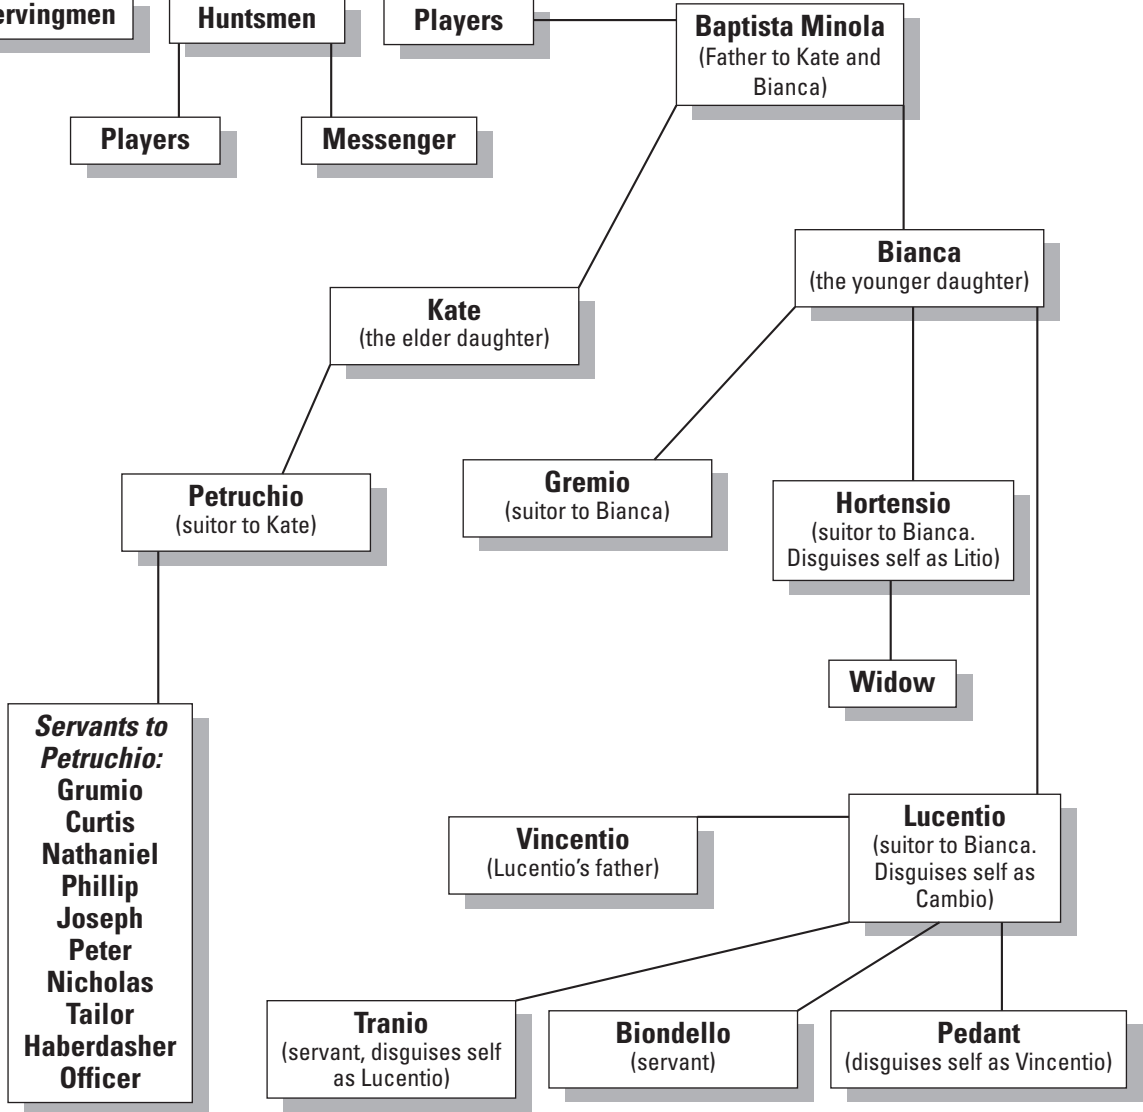 Huntsmen
Players
Baptista Minola
(Father to Kate and
Bianca)
Players
Messenger
Bianca
(the younger daughter)
Kate
(the elder daughter)
Petruchio
(suitor to Kate)
Gremio
(suitor to Bianca)
Hortensio
(suitor to Bianca.
Disguises self as Litio)
Widow
Servants to
Petruchio:
Grumio
Curtis
Nathaniel
Phillip
Joseph
Peter
Nicholas
Tailor
Haberdasher
Officer
Vincentio
(Lucentio's father)
Lucentio
(suitor to Bianca.
Disguises self as
Cambio)
Tranio
(servant, disguises self
as Lucentio)
Biondello
(servant)
Pedant
(disguises self as Vincentio)